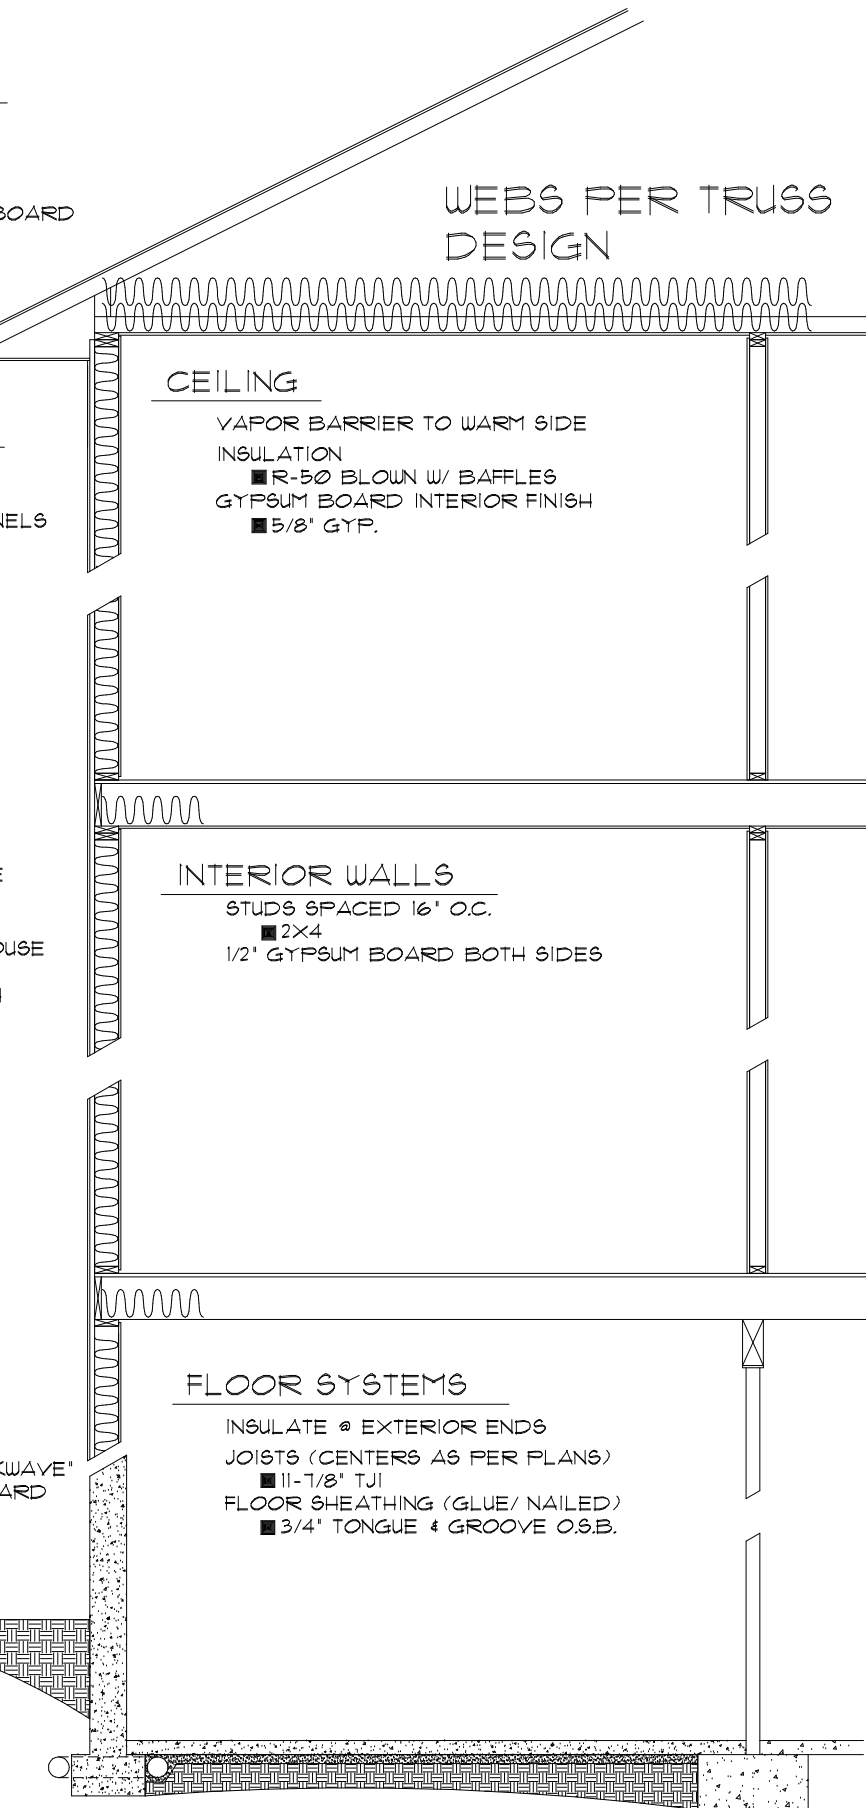 WEBS PER TRUSS
DESIGN
BOARD
CEILING
VAPOR BARRIER TO WARM SIDE
INSULATION
R-50 BLOWN W/ BAFFLES
GYPSUM BOARD INTERIOR FINISH
5/8" GYP.
NELS
INTERIOR WALLS
STUDS SPACED 16" O.C.
2X4
1/2" GYPSUM BOARD BOTH SIDES
E
OUSE
FLOOR SYSTEMS
INSULATE @ EXTERIOR ENDS
JOISTS (CENTERS AS PER PLANS)
11-7/8" TJI
FLOOR SHEATHING (GLUE/ NAILED)
3/4" TONGUE & GROOVE O.S.B.
KWAVE"
ARD